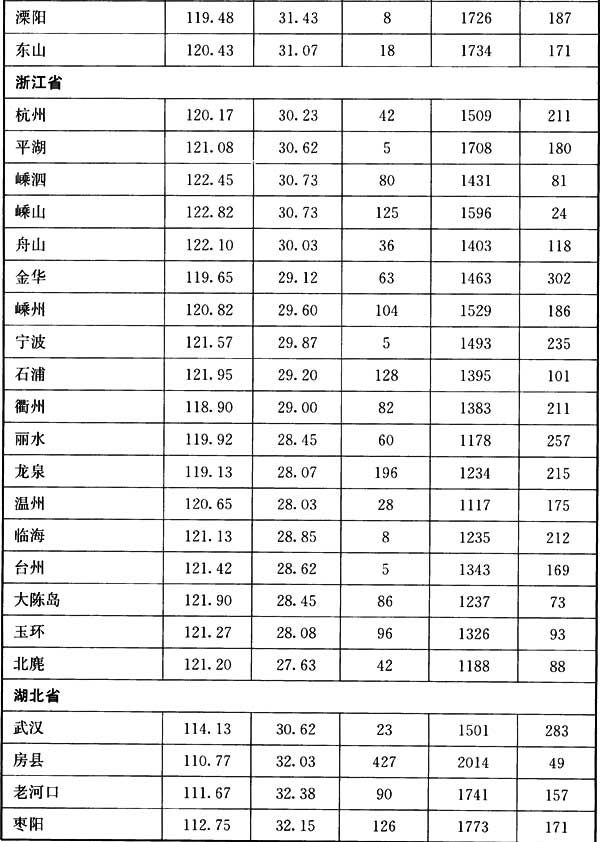 溧阳 119.48 31.43 8 1726 187
东山 120.43 31.07 18 1734 171
浙江省
杭州 120.17 30.23 42 1509 211
平湖 121.08 30.62 5 1708 180
嵊泗 122.45 30.73 80 1431 81
嵊山 122.82 30.73 125 1596 24
舟山 122.10 30.03 36 1403 118
金华 119.65 29.12 63 1463 302
嵊州 120.82 29.60 104 1529 186
宁波 121.57 29.87 5 1493 235
石浦 121.95 29.20 128 1395 101
衢州 118.90 29.00 82 1383 211
丽水 119.92 28.45 60 1178 257
龙泉 119.13 28.07 196 1234 215
温州 120.65 28.03 28 1117 175
临海 121.13 28.85 8 1235 212
台州 121.42 28.62 5 1343 169
大陈岛 121.90 28.45 86 1237 73
玉环 121.27 28.08 96 1326 93
北麂 121.20 27.63 42 1188 88
湖北省
武汉 114.13 30.62 23 1501 283
房县 110.77 32.03 427 2014 49
老河口 111.67 32.38 90 1741 157
枣阳 112.75 32.15 126 1773 171